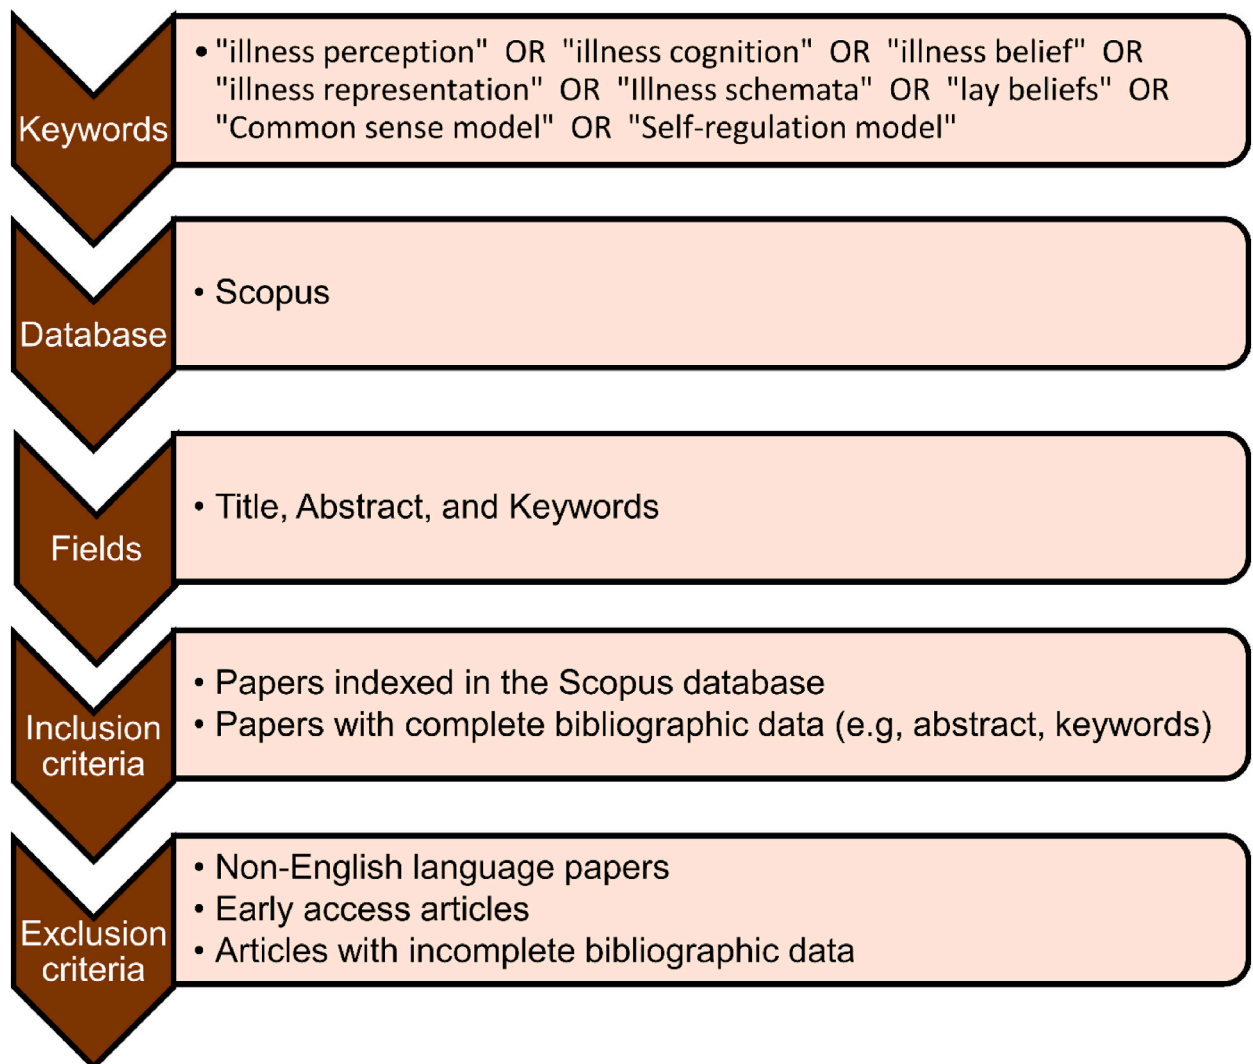 Keywords
• "illness perception" OR "illness cognition" OR "illness belief" OR
"illness representation" OR "Illness schemata" OR "lay beliefs" OR
"Common sense model" OR "Self-regulation model"
Database
• Scopus
Fields
• Title, Abstract, and Keywords
Inclusion
criteria
• Papers indexed in the Scopus database
• Papers with complete bibliographic data (e.g, abstract, keywords)
Exclusion
criteria
• Non-English language papers
• Early access articles
• Articles with incomplete bibliographic data